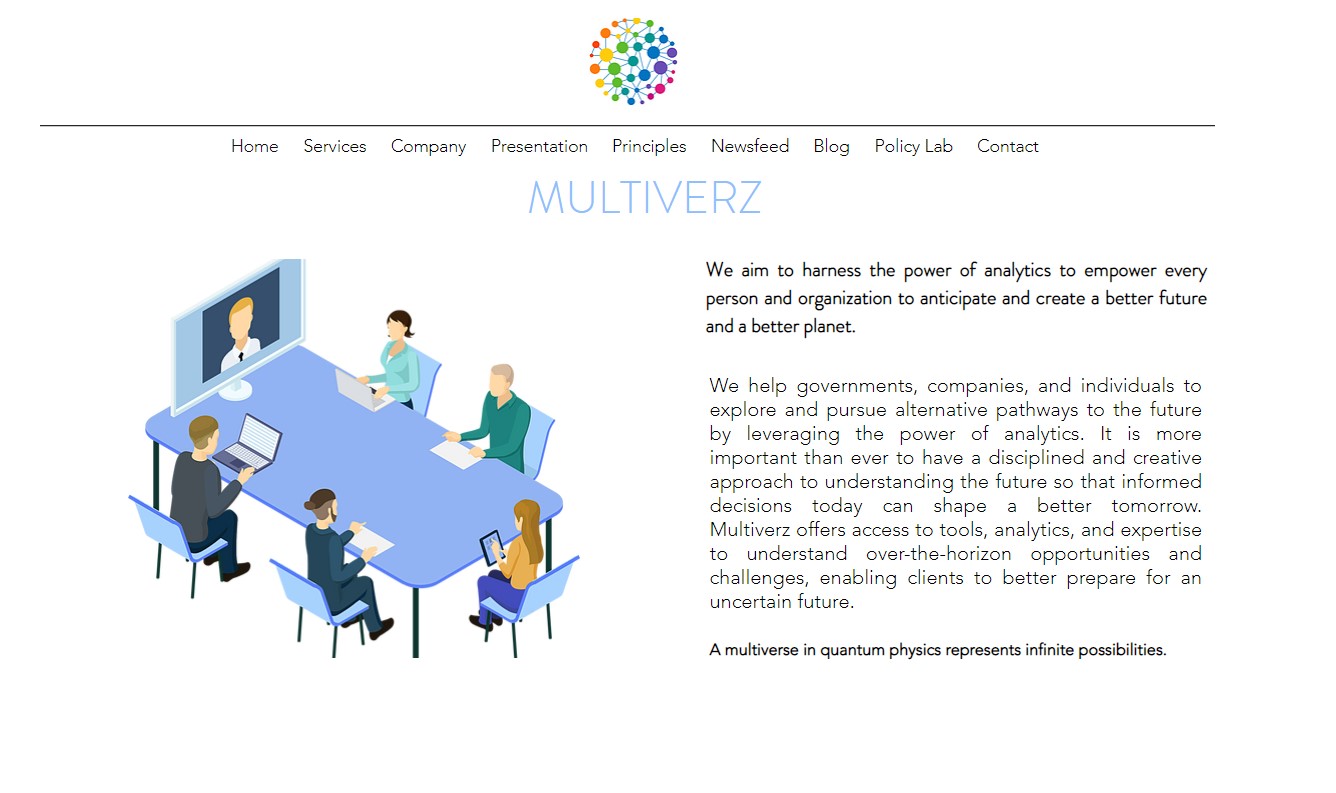 Home Services Company Presentation Principles Newsfeed Blog Policy Lab Contact
MULTIVERZ
We aim to harness the power of analytics to empower every
person and organization to anticipate and create a better future
and a better planet.
We help governments, companies, and individuals to
explore and pursue alternative pathways to the future
by leveraging the power of analytics. It is more
important than ever to have a disciplined and creative
approach to understanding the future so that informed
decisions today can shape a better tomorrow.
Multiverz offers access to tools, analytics, and expertise
to understand over-the-horizon opportunities and
challenges, enabling clients to better prepare for an
uncertain future.
A multiverse in quantum physics represents infinite possibilities.